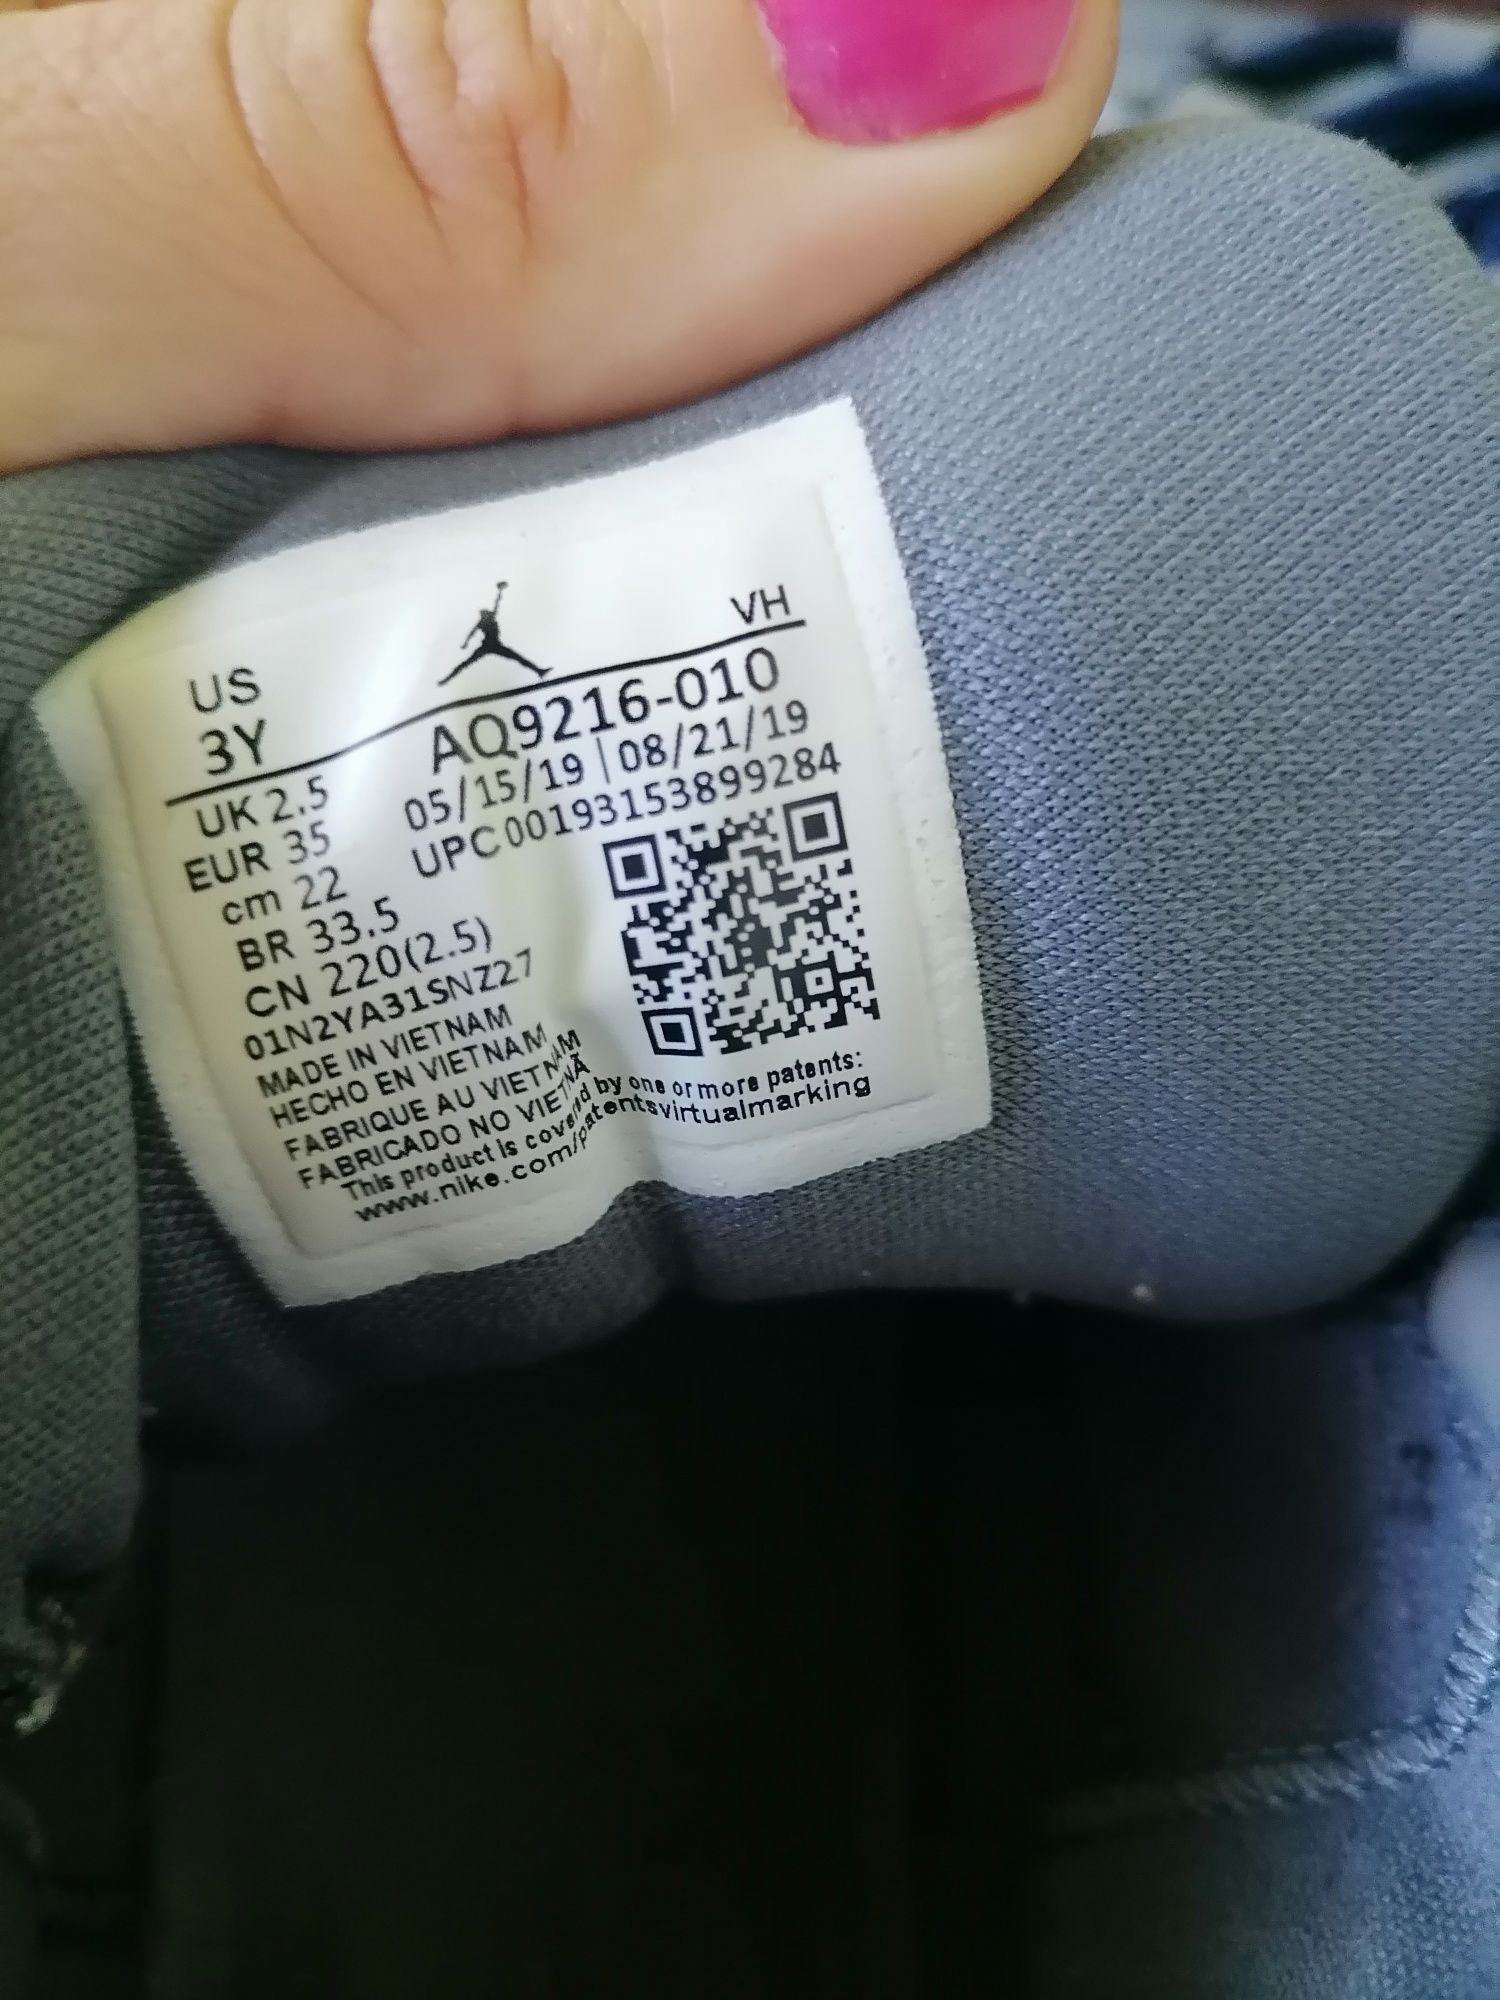 VH
US
3Y
AQ9216-010
05/15/19 | 08/21/19
UPC 00193153899284
UK 2.5
EUR 35
cm 22
BR 33.5
CN 220(2.5)
01N2YA31SNZ27
MADE IN VIETNAM
HECHO EN VIETNAM
FABRIQUE AU VIETNAM
FABRICADO NO VIETNÃ
This product is covered by one or more patents:
www.nike.com/patentsvirtualmarking